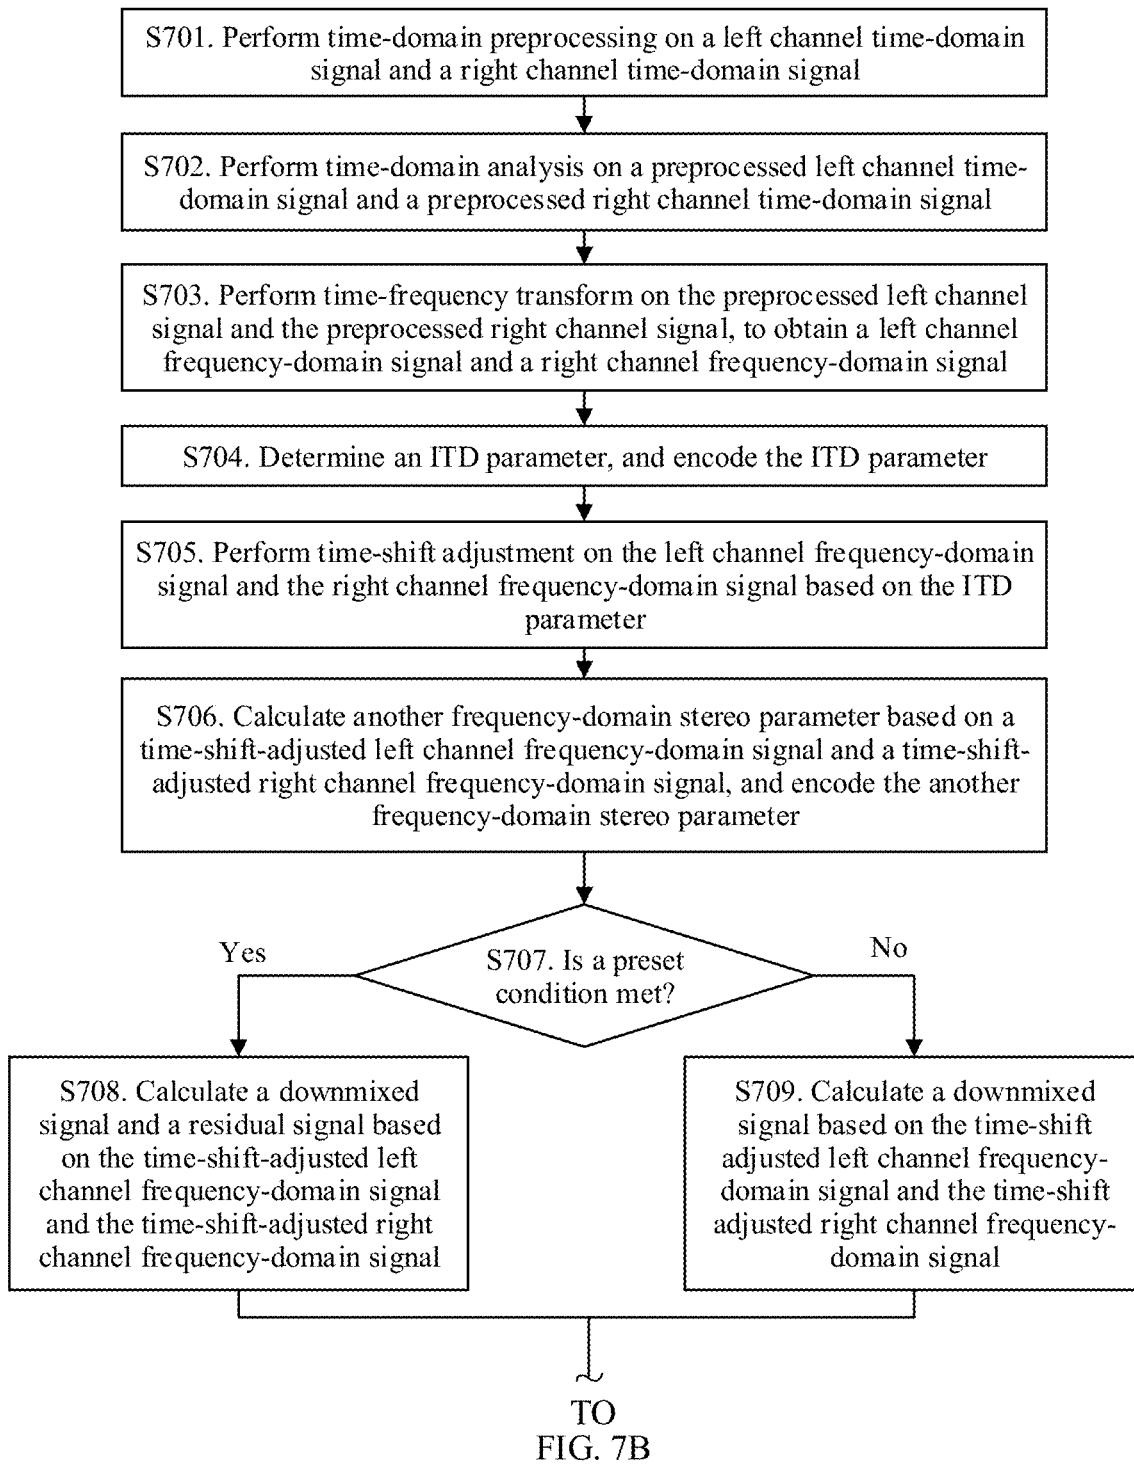 S701. Perform time-domain preprocessing on a left channel time-domain
signal and a right channel time-domain signal
S702. Perform time-domain analysis on a preprocessed left channel time-
domain signal and a preprocessed right channel time-domain signal
S703. Perform time-frequency transform on the preprocessed left channel
signal and the preprocessed right channel signal, to obtain a left channel
frequency-domain signal and a right channel frequency-domain signal
S704. Determine an ITD parameter, and encode the ITD parameter
S705. Perform time-shift adjustment on the left channel frequency-domain
signal and the right channel frequency-domain signal based on the ITD
parameter
S706. Calculate another frequency-domain stereo parameter based on a
time-shift-adjusted left channel frequency-domain signal and a time-shift-
adjusted right channel frequency-domain signal, and encode the another
frequency-domain stereo parameter
S707. Is a preset
condition met?
Yes
No
S708. Calculate a downmixed
signal and a residual signal based
on the time-shift-adjusted left
channel frequency-domain signal
and the time-shift-adjusted right
channel frequency-domain signal
S709. Calculate a downmixed
signal based on the time-shift
adjusted left channel frequency-
domain signal and the time-shift
adjusted right channel frequency-
domain signal
TO
FIG. 7B